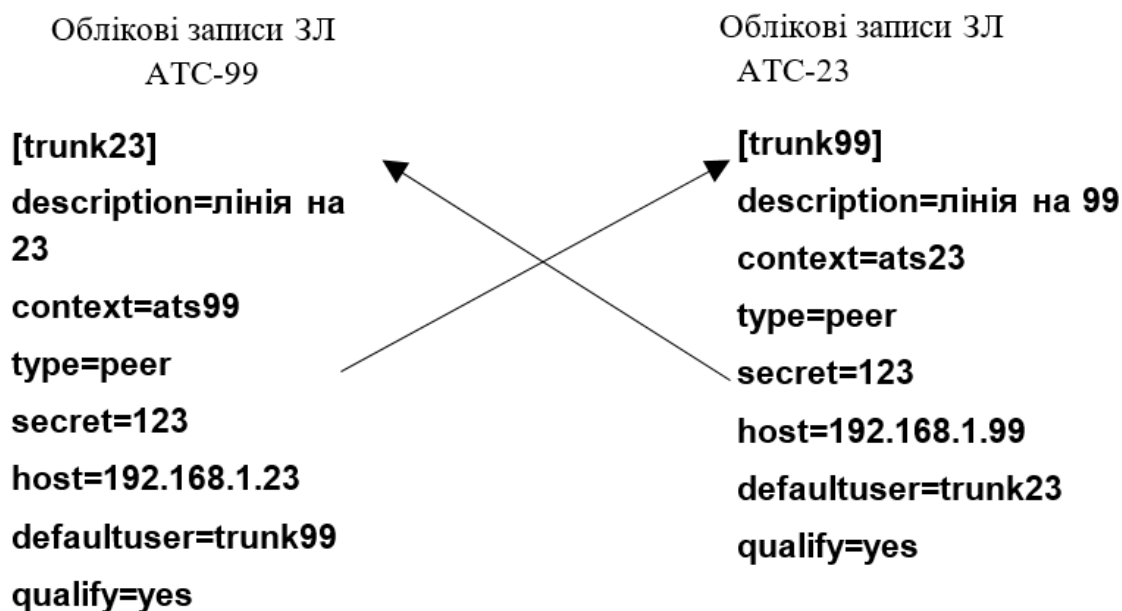 Облікові записи ЗЛ
АТС-99
[trunk23]
description=лінія на
23
context=ats99
type=peer
secret=123
host=192.168.1.23
defaultuser=trunk99
qualify=yes
Облікові записи ЗЛ
АТС-23
[trunk99]
description=лінія на 99
context=ats23
type=peer
secret=123
host=192.168.1.99
defaultuser=trunk23
qualify=yes